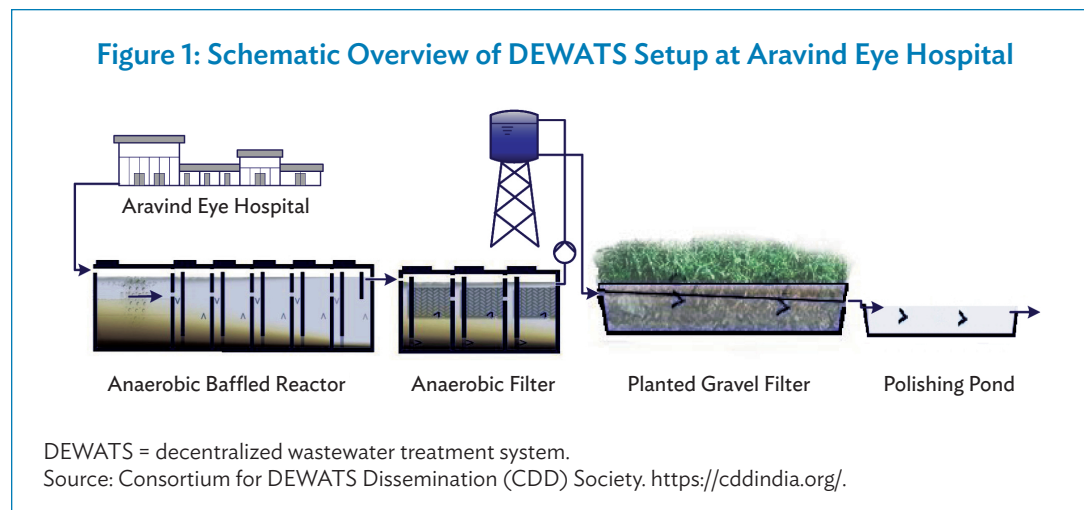 Figure 1: Schematic Overview of DEWATS Setup at Aravind Eye Hospital
Aravind Eye Hospital
Anaerobic Baffled Reactor
Anaerobic Filter
Planted Gravel Filter
Polishing Pond
DEWATS = decentralized wastewater treatment system.
Source: Consortium for DEWATS Dissemination (CDD) Society. https://cddindia.org/.